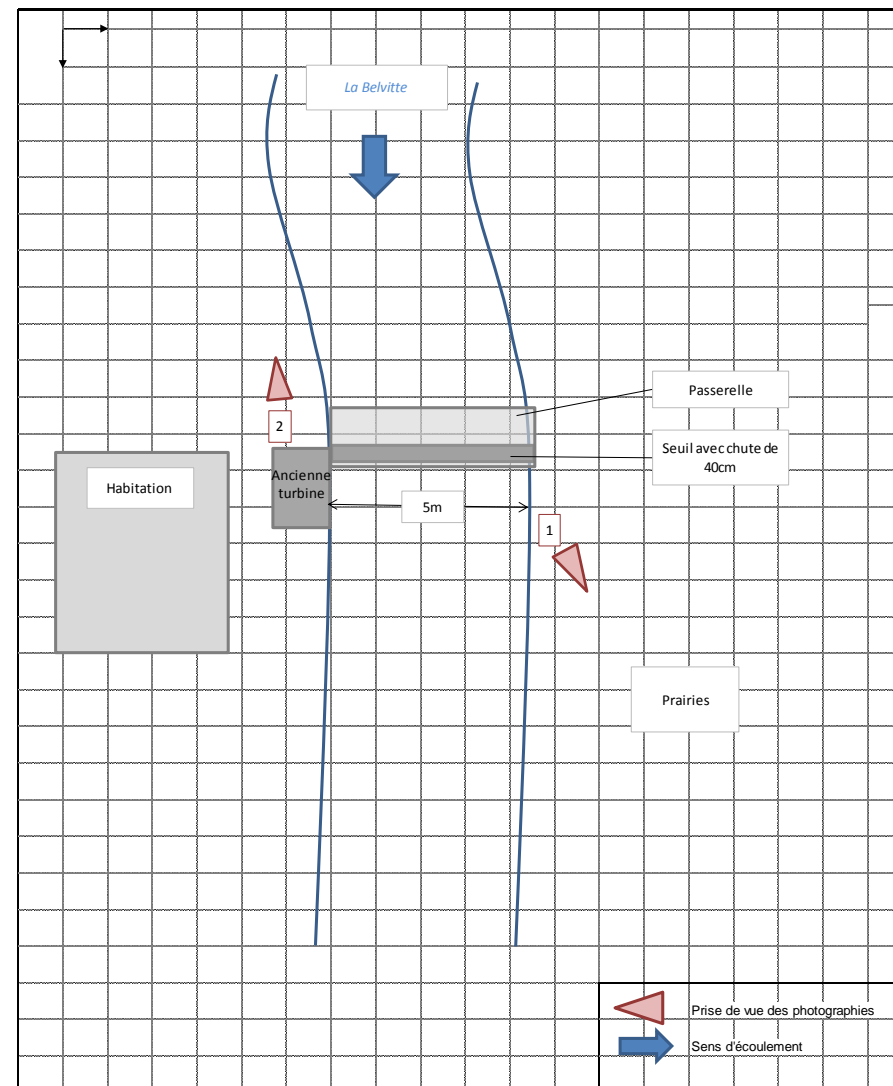 La Belvitte
Passerelle
2
Seuil avec chute de
40cm
Ancienne
turbine
Habitation
5m
1
Prairies
Prise de vue des photographies
Sens d'écoulement